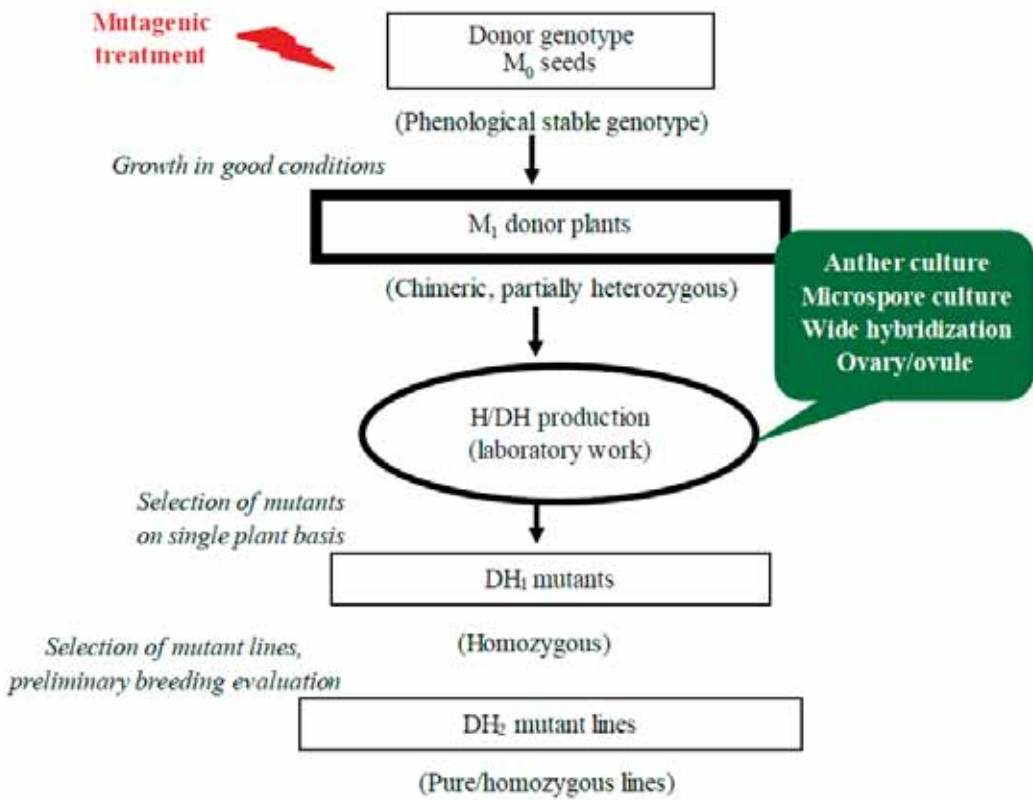 Mutagenic
treatment
Donor genotype
M₀ seeds
(Phenological stable genotype)
Growth in good conditions
M₁ donor plants
(Chimeric, partially heterozygous)
Anther culture
Microspore culture
Wide hybridization
Ovary/ovule
H/DH production
(laboratory work)
Selection of mutants
on single plant basis
DH₁ mutants
(Homozygous)
Selection of mutant lines,
preliminary breeding evaluation
DH₂ mutant lines
(Pure/homozygous lines)